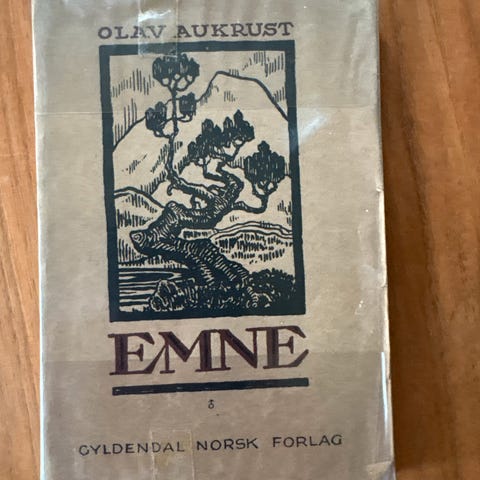 OLAV AUKRUST
EMNE
GYLDENDAL NORSK FORLAG